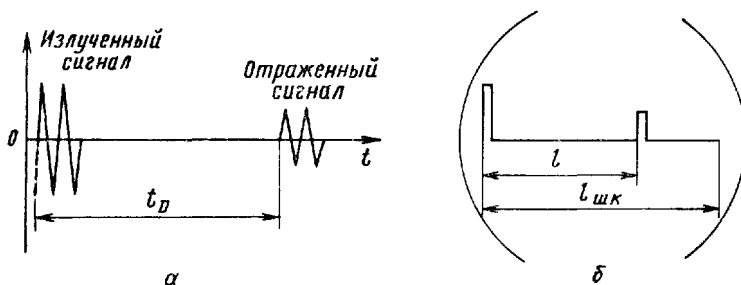 Излученный
сигнал
Отраженный
сигнал
0
t
t_D
а
l
l_шк
б